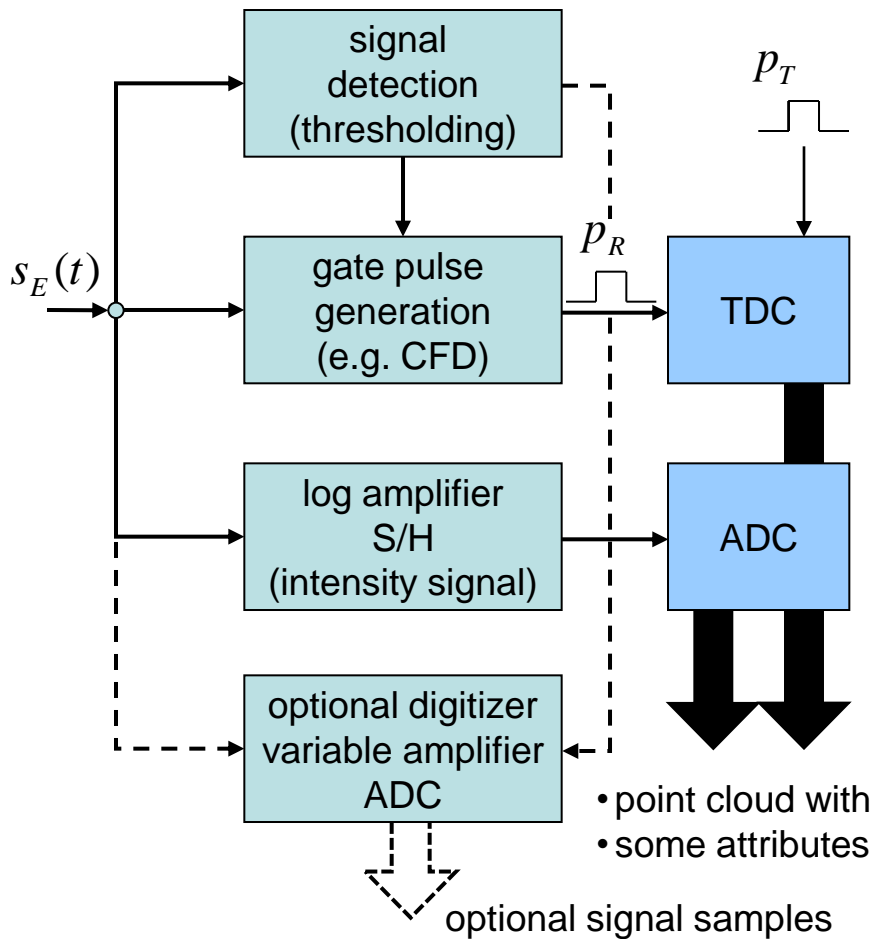 signal
detection
(thresholding)
p_T
s_E(t)
gate pulse
generation
(e.g. CFD)
p_R
TDC
log amplifier
S/H
(intensity signal)
ADC
optional digitizer
variable amplifier
ADC
• point cloud with
• some attributes
optional signal samples